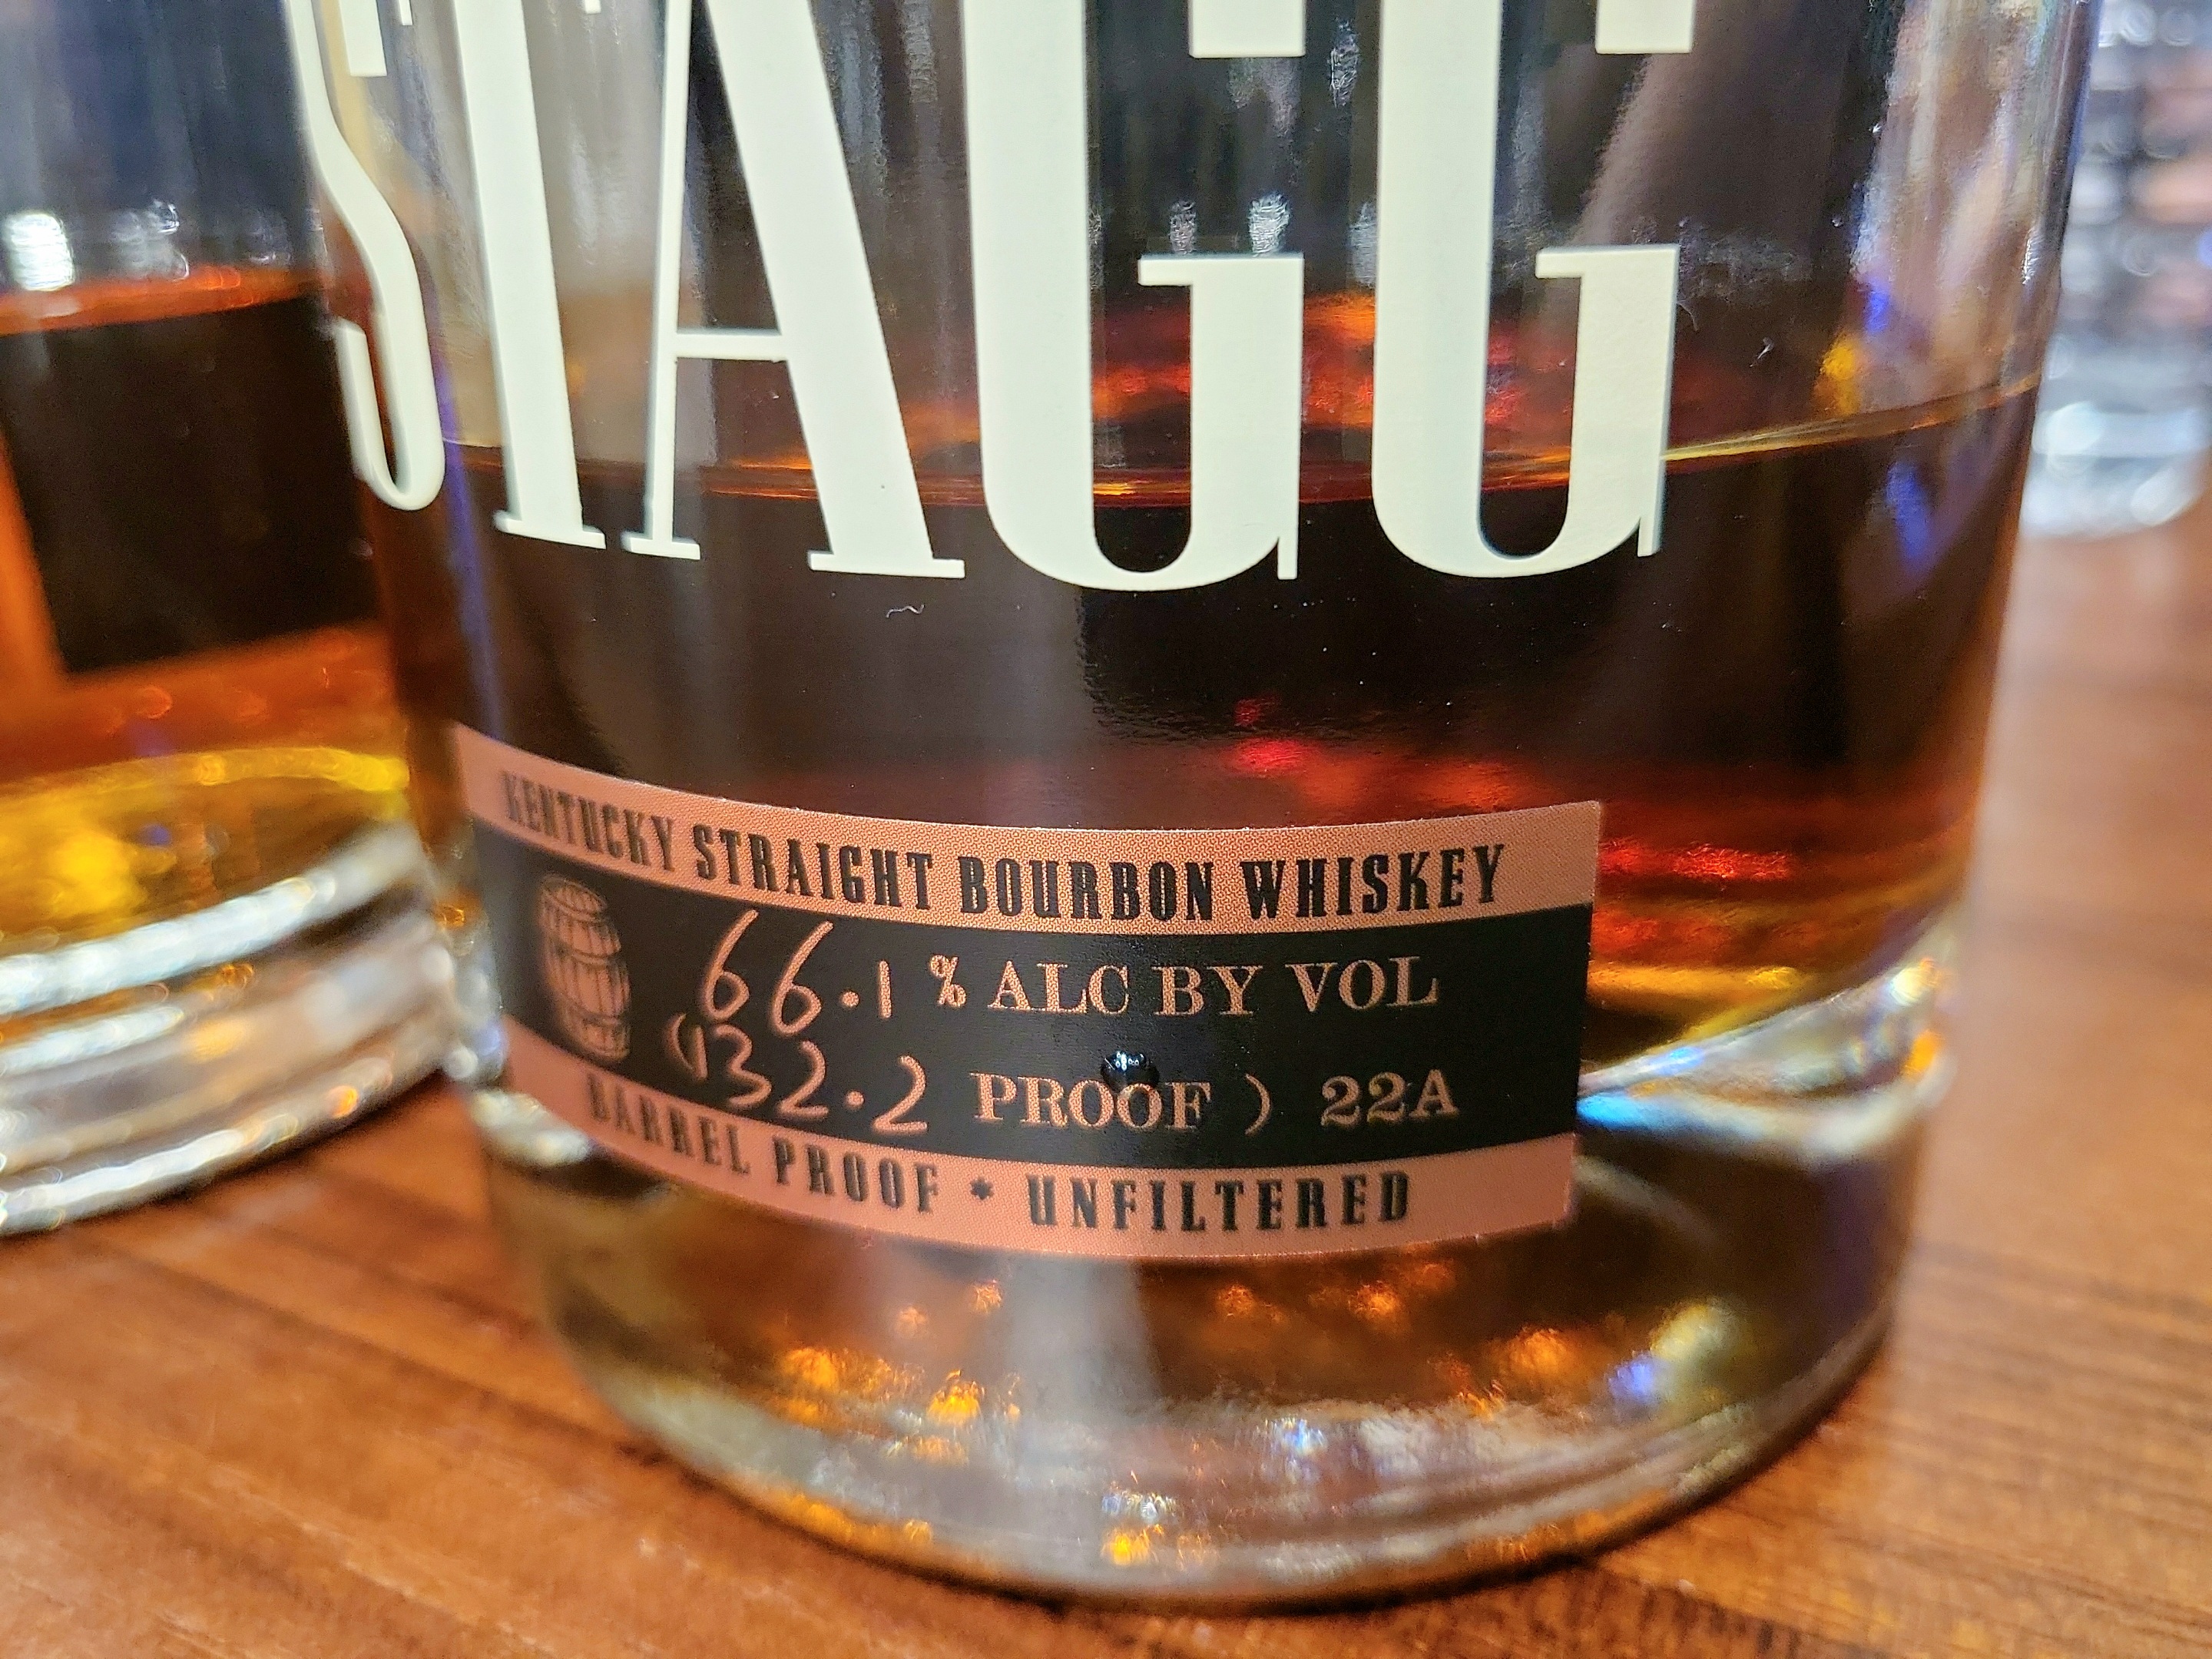 STAGG
KENTUCKY STRAIGHT BOURBON WHISKEY
66.1 % ALC BY VOL
(132.2 PROOF ) 22A
BARREL PROOF * UNFILTERED